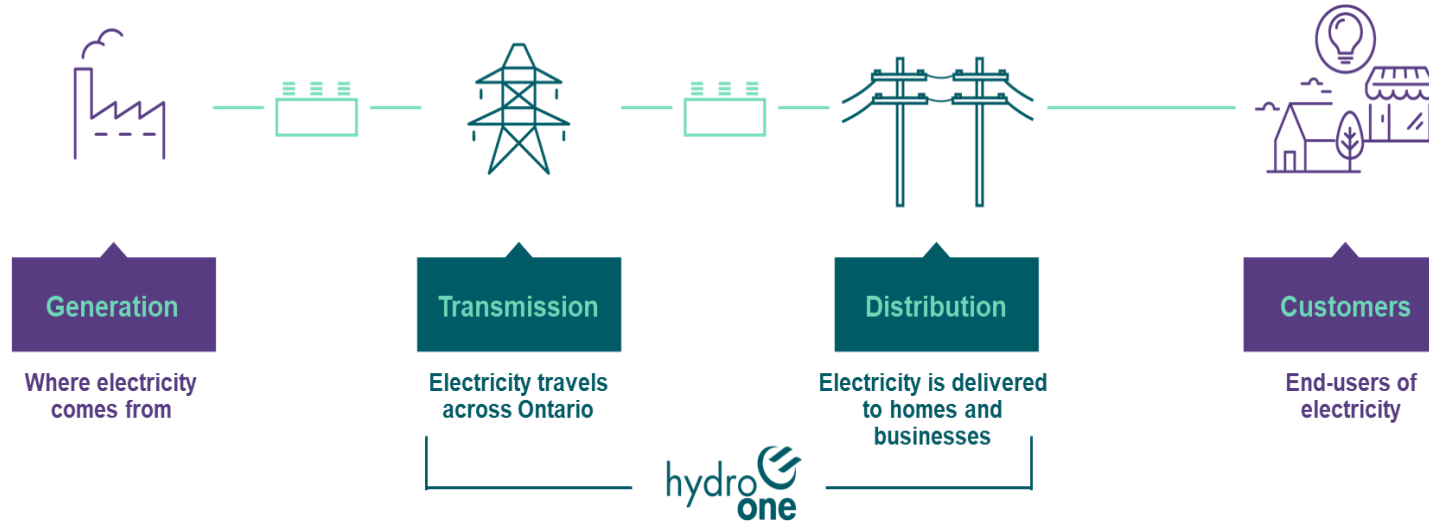 Generation
Transmission
Distribution
Customers
Where electricity
comes from
Electricity travels
across Ontario
Electricity is delivered
to homes and
businesses
End-users of
electricity
hydro
one